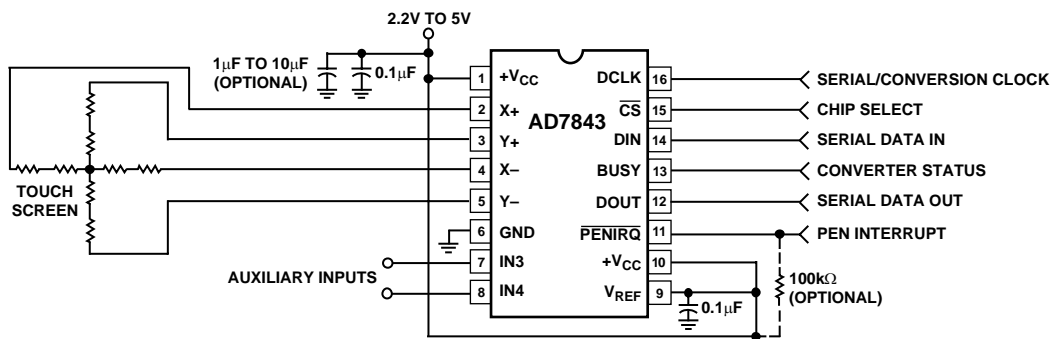 2.2V TO 5V
1μF TO 10μF
(OPTIONAL)
0.1μF
TOUCH
SCREEN
AUXILIARY INPUTS
AD7843
1 +VCC
2 X+
3 Y+
4 X–
5 Y–
6 GND
7 IN3
8 IN4
DCLK 16 SERIAL/CONVERSION CLOCK
CS 15 CHIP SELECT
DIN 14 SERIAL DATA IN
BUSY 13 CONVERTER STATUS
DOUT 12 SERIAL DATA OUT
PENIRQ 11 PEN INTERRUPT
+VCC 10
VREF 9
0.1μF
100kΩ
(OPTIONAL)